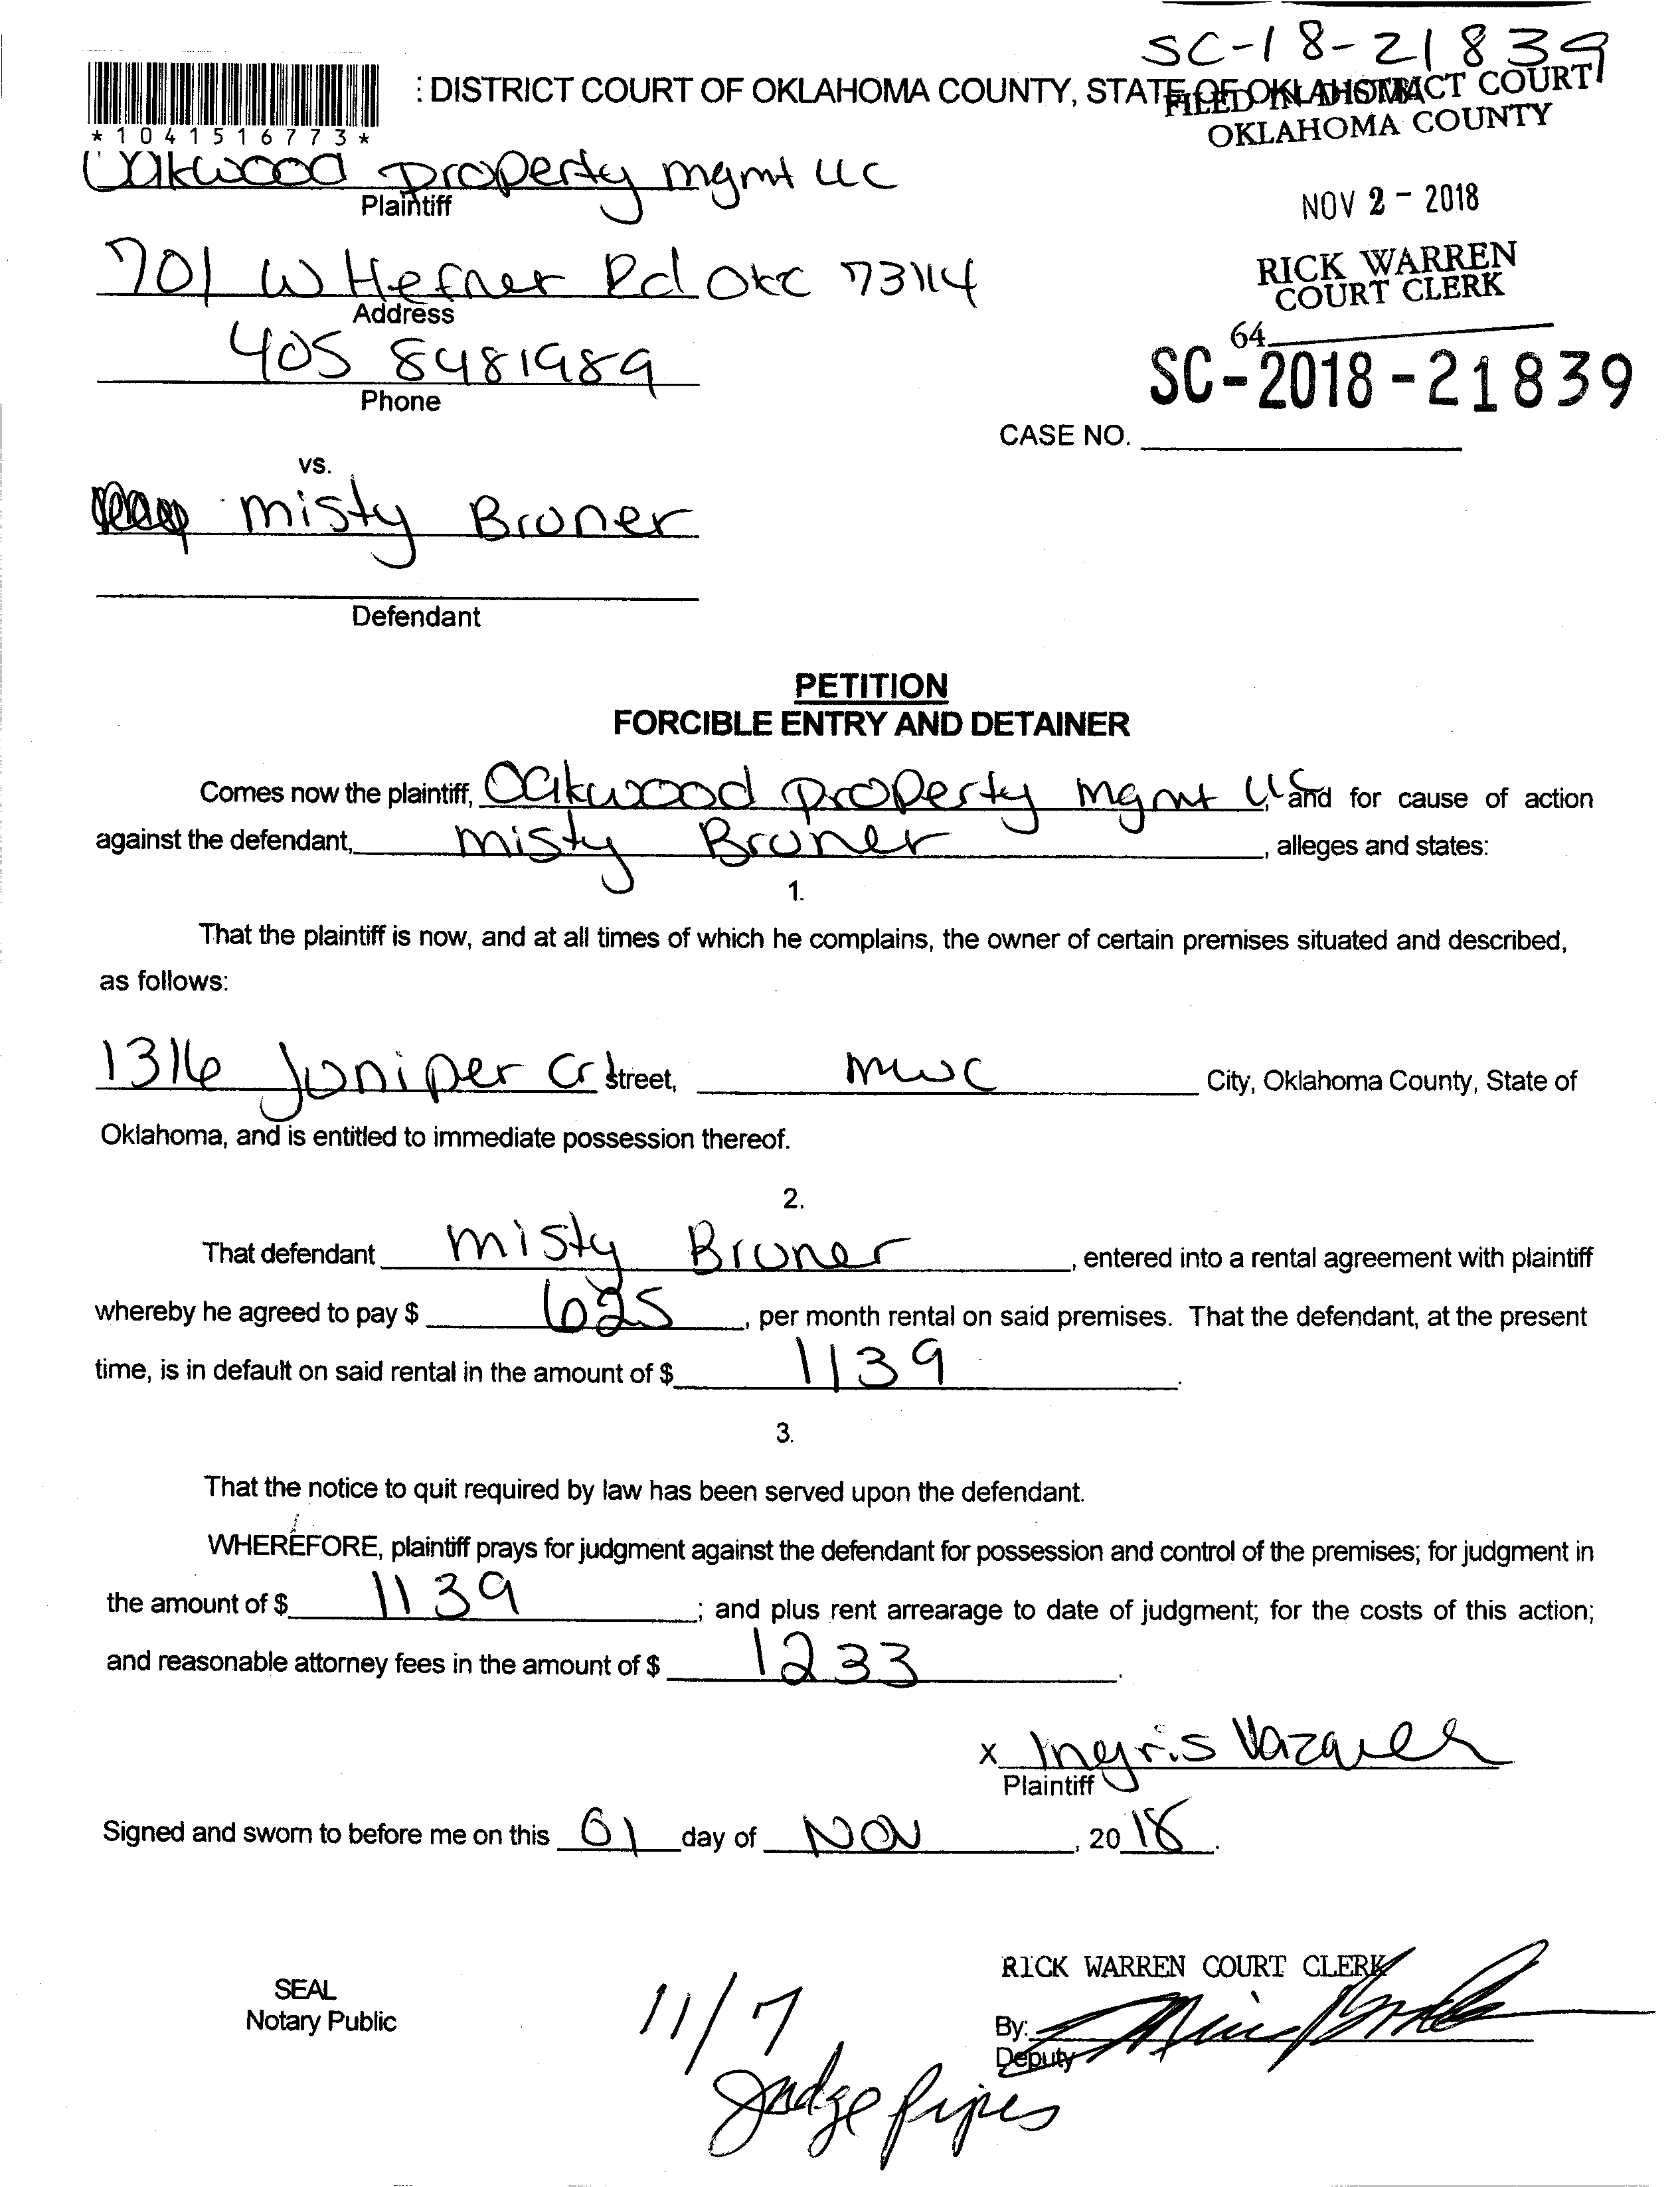 SC-18-21839
: DISTRICT COURT OF OKLAHOMA COUNTY, STATE OF OKLAHOMA
FILED IN DISTRICT COURT
OKLAHOMA COUNTY
*1041516773*
Oakwood property mgmt LLC
Plaintiff
NOV 2 - 2018
701 W Hefner Rd OKC 73114
Address
RICK WARREN
COURT CLERK
405 8481989
Phone
64
SC-2018-21839
CASE NO.
vs.
misty Bruner
Defendant
PETITION
FORCIBLE ENTRY AND DETAINER
Comes now the plaintiff, Oakwood property mgmt LLC, and for cause of action
against the defendant, misty Bruner, alleges and states:
1.
That the plaintiff is now, and at all times of which he complains, the owner of certain premises situated and described,
as follows:
1316 Juniper Cr Street, mwc City, Oklahoma County, State of
Oklahoma, and is entitled to immediate possession thereof.
2.
That defendant misty Bruner, entered into a rental agreement with plaintiff
whereby he agreed to pay $ 625, per month rental on said premises. That the defendant, at the present
time, is in default on said rental in the amount of $ 1139.
3.
That the notice to quit required by law has been served upon the defendant.
WHEREFORE, plaintiff prays for judgment against the defendant for possession and control of the premises; for judgment in
the amount of $ 1139; and plus rent arrearage to date of judgment; for the costs of this action;
and reasonable attorney fees in the amount of $ 1233.
x Ingris Vazquez
Plaintiff
Signed and sworn to before me on this 01 day of NOV, 2018.
RICK WARREN COURT CLERK
SEAL
Notary Public
By:
Deputy
11/7
Judge Pipes